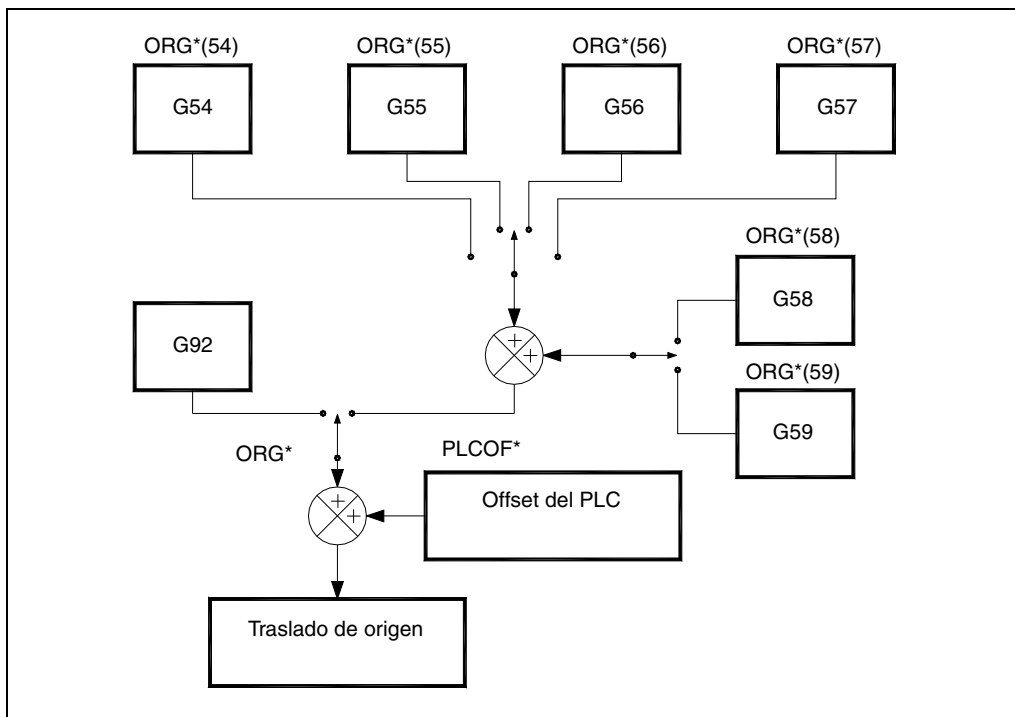 ORG*(54) ORG*(55) ORG*(56) ORG*(57)
G54 G55 G56 G57
ORG*(58)
G58
G92
+
+
ORG*(59)
G59
ORG*
PLCOF*
Offset del PLC
+
+
Traslado de origen